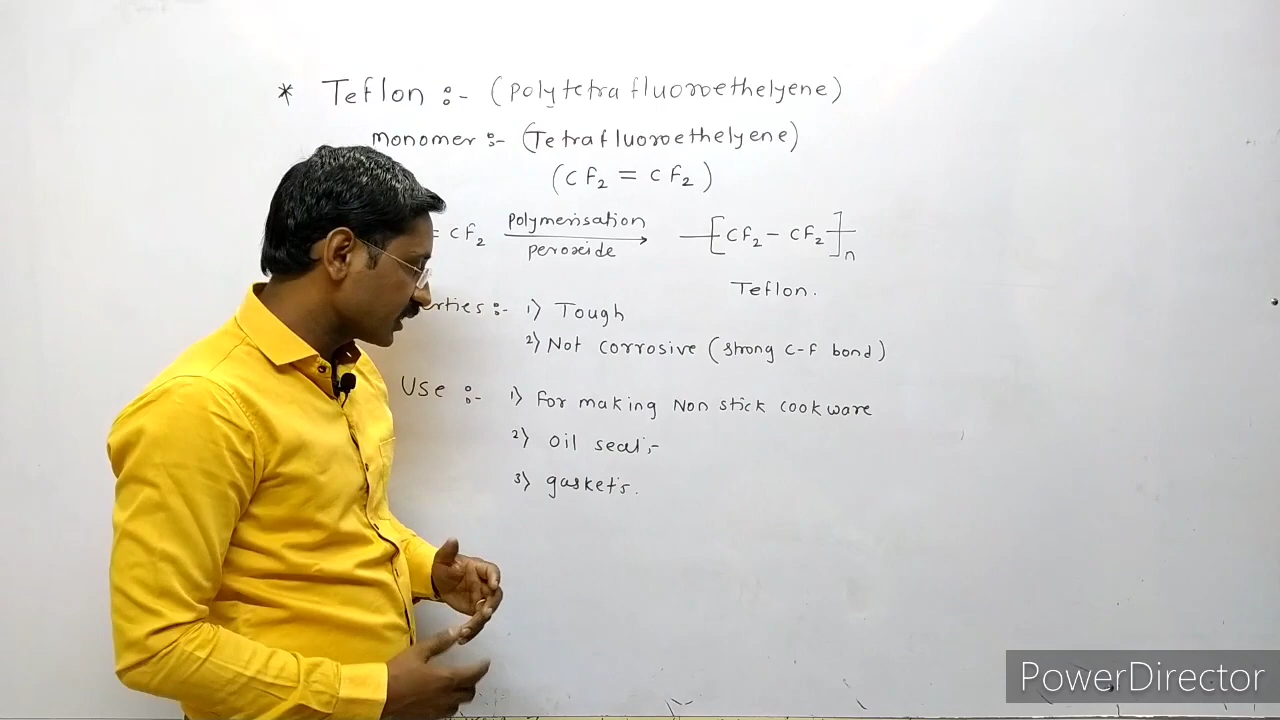 * Teflon :- (polytetrafluoroethelyene)
monomer :- (Tetrafluoroethelyene)
(CF₂ = CF₂)
= CF₂ polymerisation peroxide -[CF₂ - CF₂]-n
Teflon.
erties :- 1) Tough
2) Not corrosive (strong C-F bond)
Use :- 1) For making Non stick cookware
2) Oil seal,-
3) gaskets.
PowerDirector